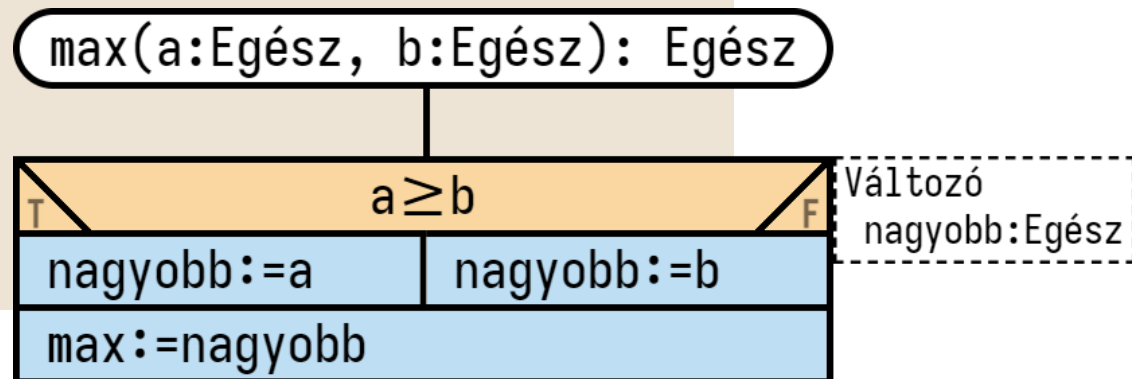 max(a:Egész, b:Egész): Egész
T
a≥b
F
Változó
nagyobb:Egész
nagyobb:=a
nagyobb:=b
max:=nagyobb